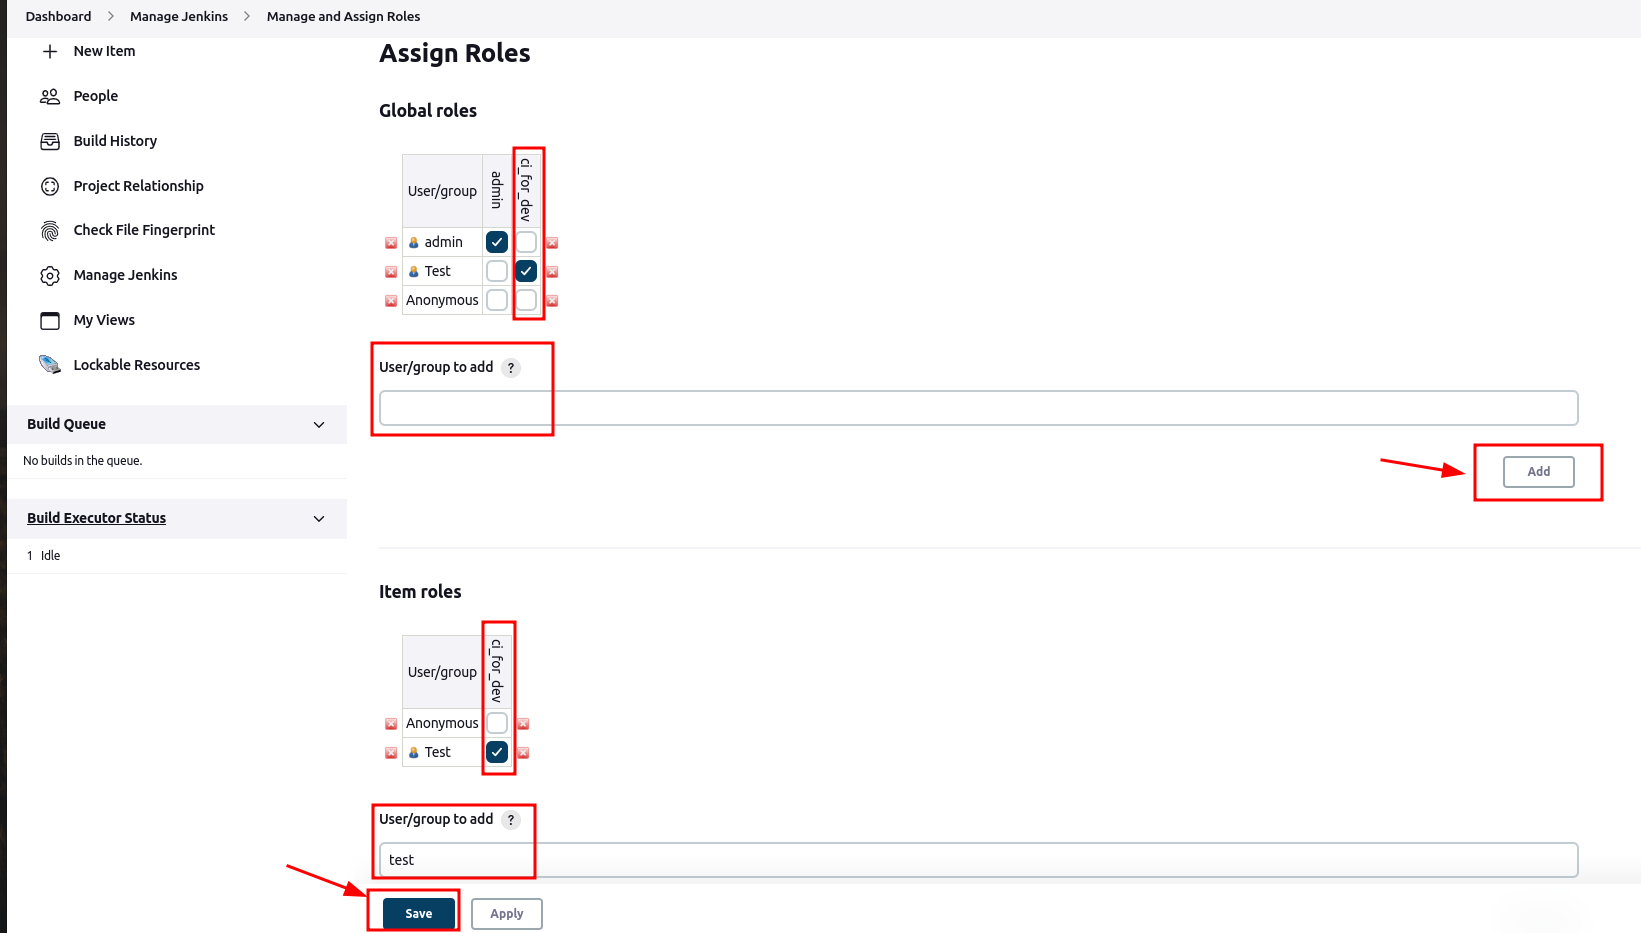 Dashboard > Manage Jenkins > Manage and Assign Roles
New Item
People
Build History
Project Relationship
Check File Fingerprint
Manage Jenkins
My Views
Lockable Resources
Build Queue
No builds in the queue.
Build Executor Status
1 Idle
Assign Roles
Global roles
User/group admin ci_for_dev
admin
Test
Anonymous
User/group to add ?
Add
Item roles
User/group ci_for_dev
Anonymous
Test
User/group to add ?
test
Save Apply